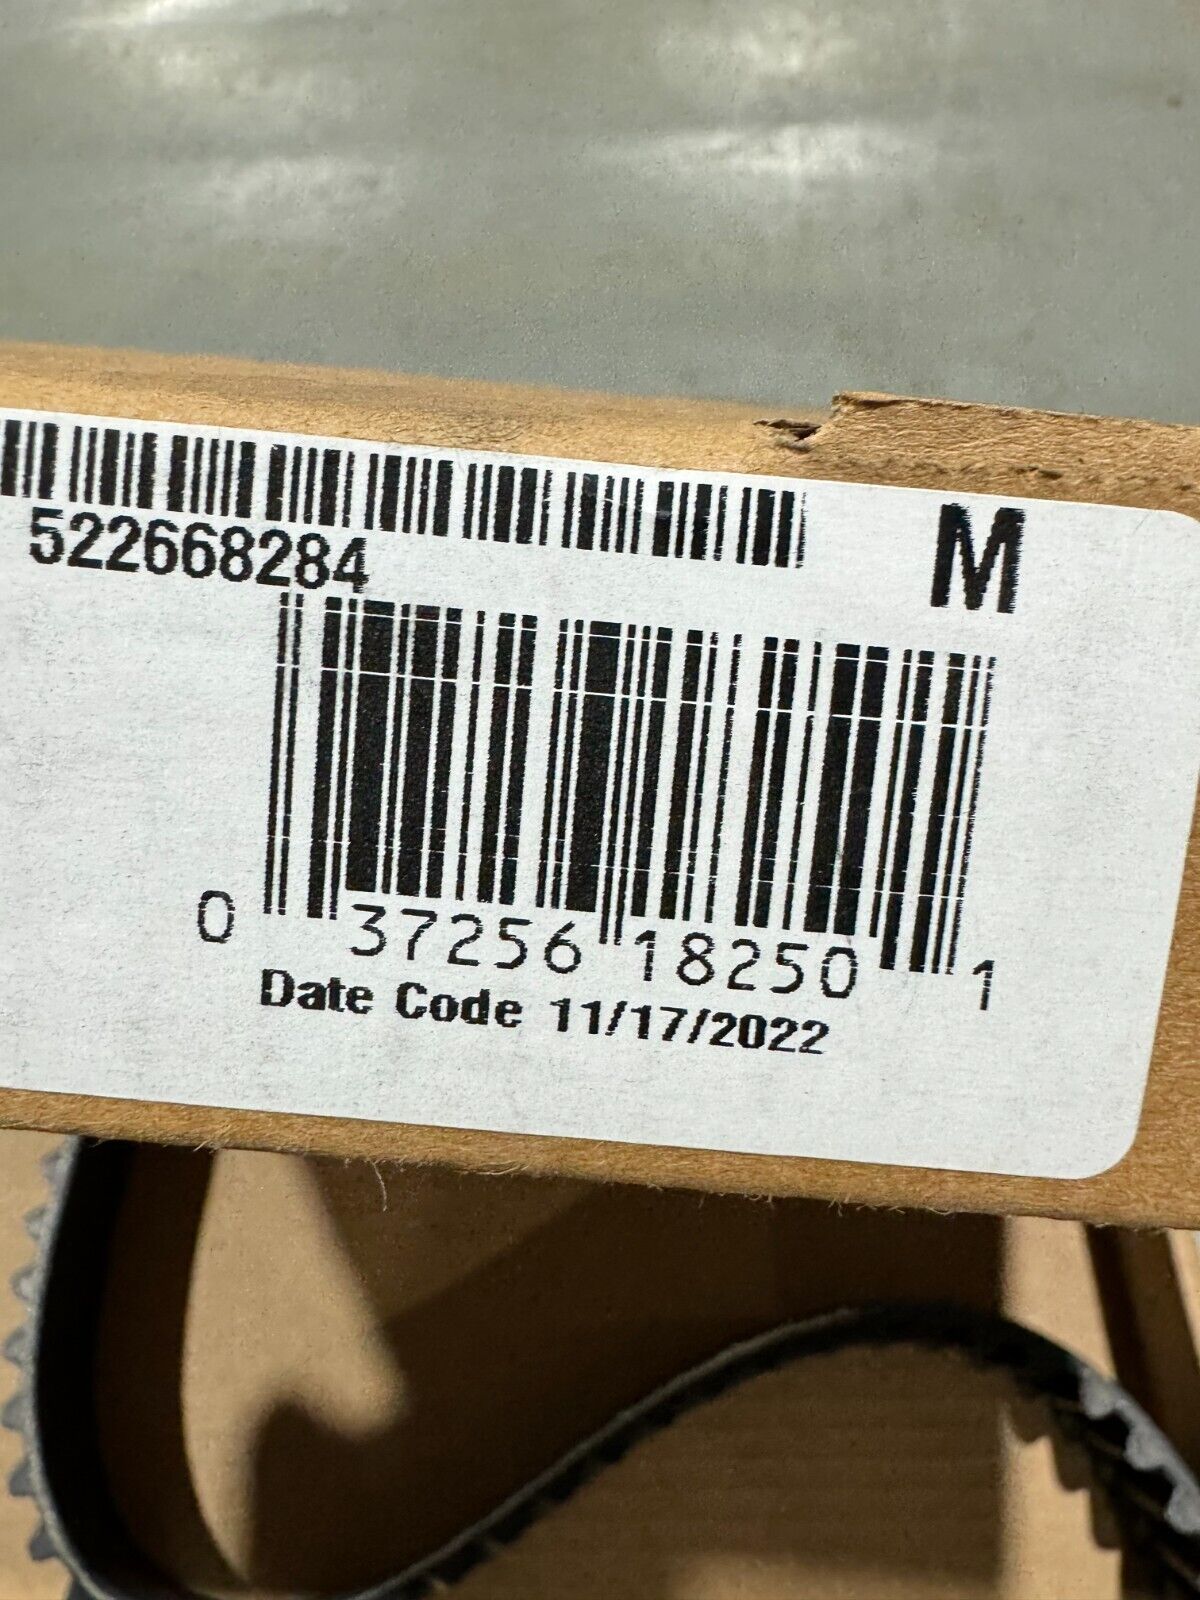 M
522668284
0 37256 18250 1
Date Code 11/17/2022